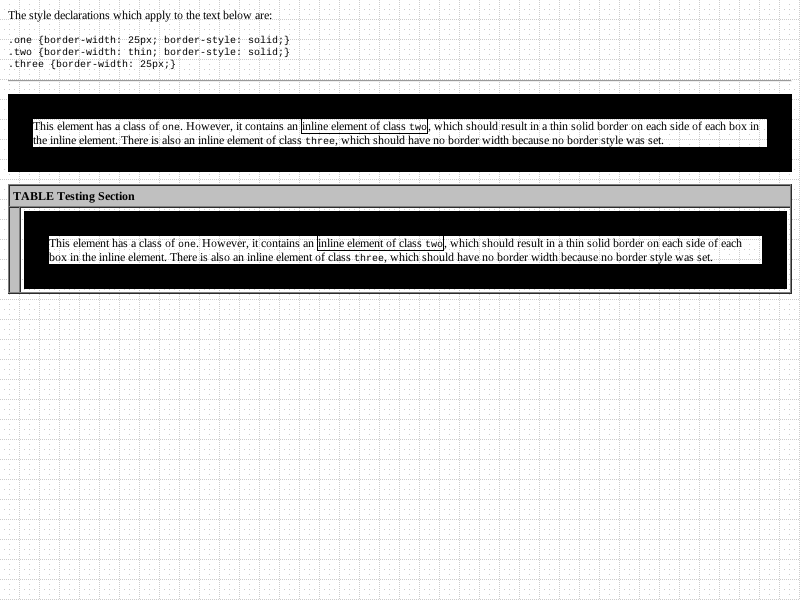 The style declarations which apply to the text below are:
.one {border-width: 25px; border-style: solid;}
.two {border-width: thin; border-style: solid;}
.three {border-width: 25px;}
This element has a class of one. However, it contains an inline element of class two, which should result in a thin solid border on each side of each box in
the inline element. There is also an inline element of class three, which should have no border width because no border style was set.
TABLE Testing Section
This element has a class of one. However, it contains an inline element of class two, which should result in a thin solid border on each side of each
box in the inline element. There is also an inline element of class three, which should have no border width because no border style was set.